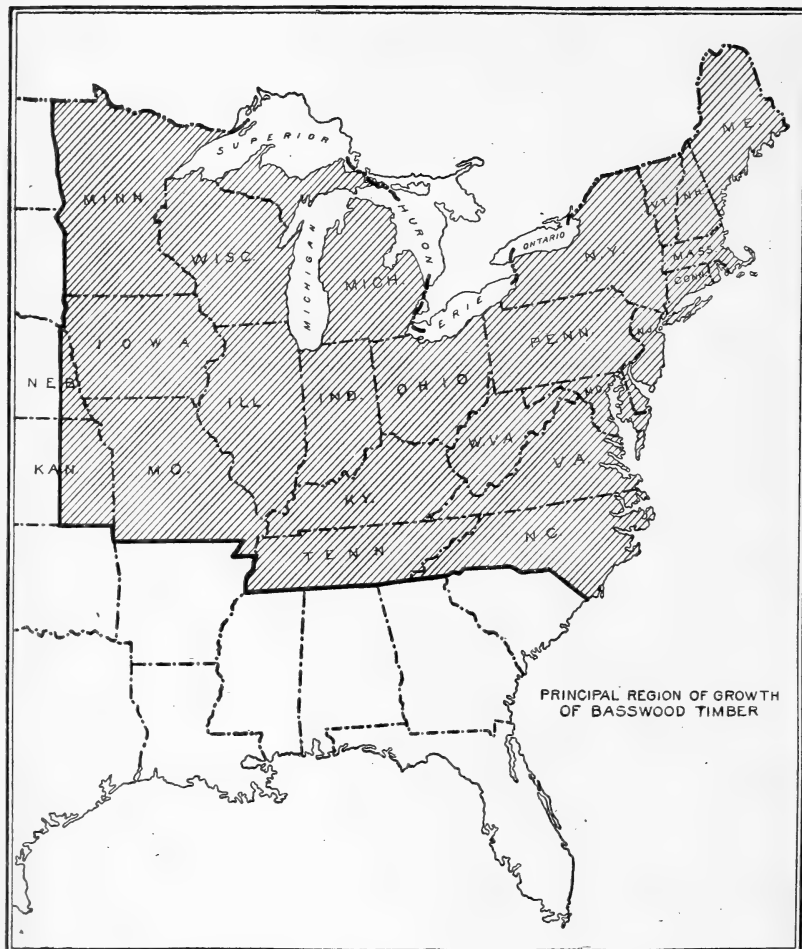 ME.
SUPERIOR
MINN
VT.
N.H.
HURON
ONTARIO
WISC.
MICHIGAN
MICH.
N.Y.
MASS.
CONN.
ERIE
IOWA
PENN
N.J.
NEB
ILL
IND.
OHIO
MD.
W.VA
VA.
KAN
MO.
KY.
TENN
N C
PRINCIPAL REGION OF GROWTH
OF BASSWOOD TIMBER